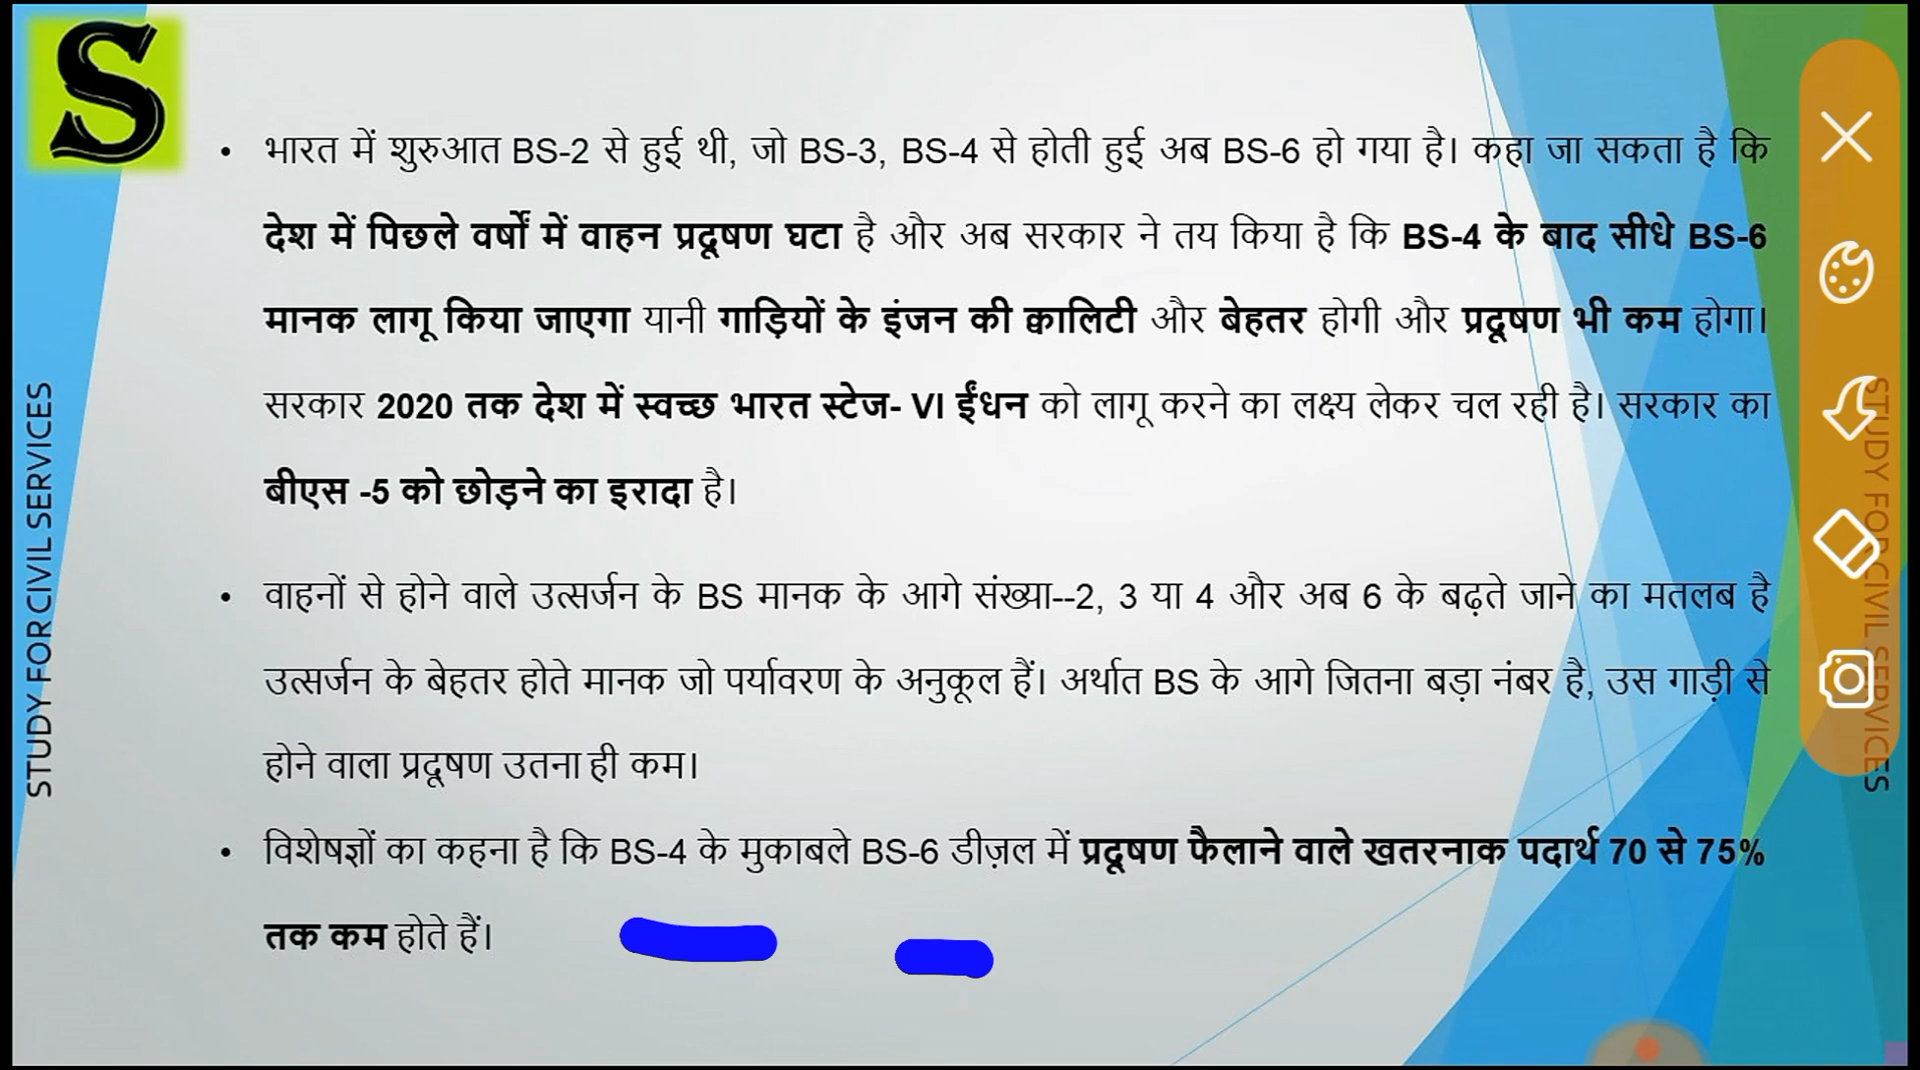 S
भारत में शुरुआत BS-2 से हुई थी, जो BS-3, BS-4 से होती हुई अब BS-6 हो गया है। कहा जा सकता है कि
देश में पिछले वर्षों में वाहन प्रदूषण घटा है और अब सरकार ने तय किया है कि BS-4 के बाद सीधे BS-6
मानक लागू किया जाएगा यानी गाड़ियों के इंजन की क्वालिटी और बेहतर होगी और प्रदूषण भी कम होगा।
सरकार 2020 तक देश में स्वच्छ भारत स्टेज- VI ईंधन को लागू करने का लक्ष्य लेकर चल रही है। सरकार का
बीएस -5 को छोड़ने का इरादा है।
वाहनों से होने वाले उत्सर्जन के BS मानक के आगे संख्या--2, 3 या 4 और अब 6 के बढ़ते जाने का मतलब है
उत्सर्जन के बेहतर होते मानक जो पर्यावरण के अनुकूल हैं। अर्थात BS के आगे जितना बड़ा नंबर है, उस गाड़ी से
होने वाला प्रदूषण उतना ही कम।
विशेषज्ञों का कहना है कि BS-4 के मुकाबले BS-6 डीज़ल में प्रदूषण फैलाने वाले खतरनाक पदार्थ 70 से 75%
तक कम होते हैं।
STUDY FOR CIVIL SERVICES
STUDY FOR CIVIL SERVICES